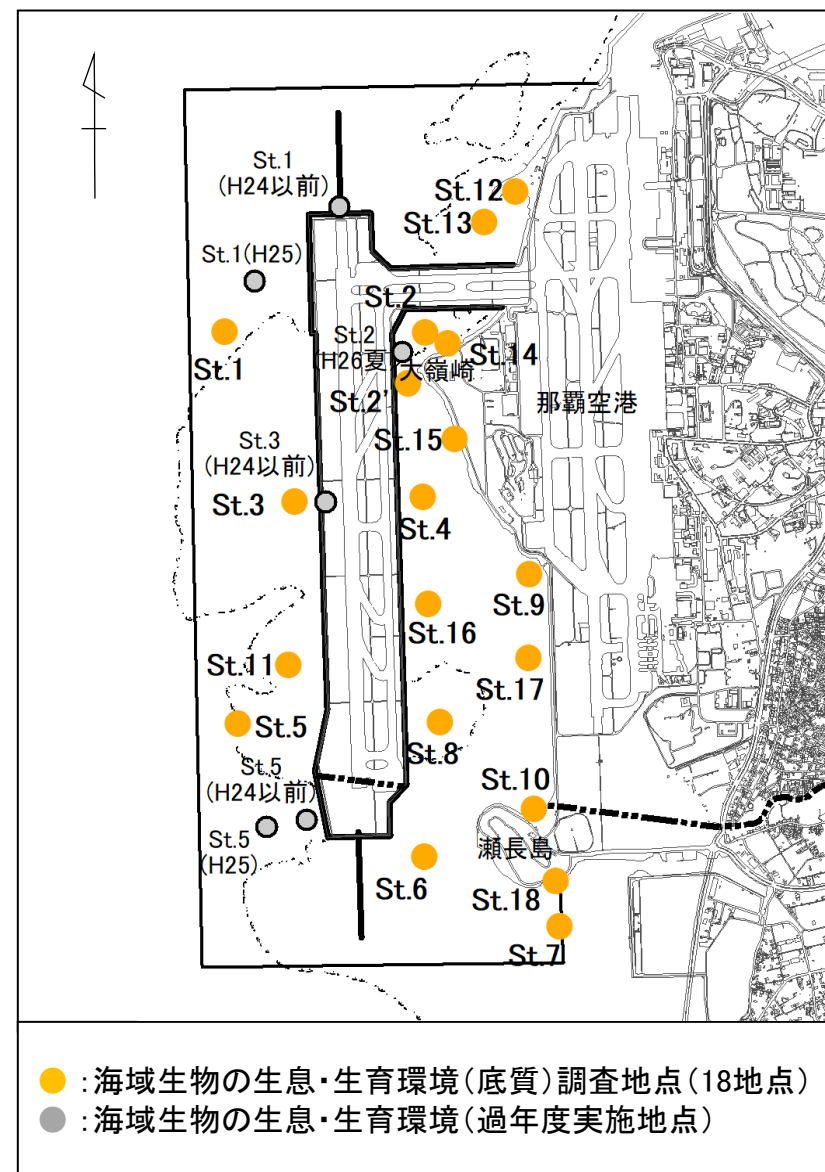 St.1
(H24以前)
St.12
St.13
St.1(H25)
St.2
St.1
St.2
(H26夏)
St.14
大嶺崎
St.2'
那覇空港
St.15
St.3
(H24以前)
St.3
St.4
St.9
St.16
St.11
St.17
St.5
St.8
St.5
(H24以前)
St.10
St.5
(H25)
瀬長島
St.6
St.18
St.7
:海域生物の生息・生育環境(底質)調査地点(18地点)
:海域生物の生息・生育環境(過年度実施地点)